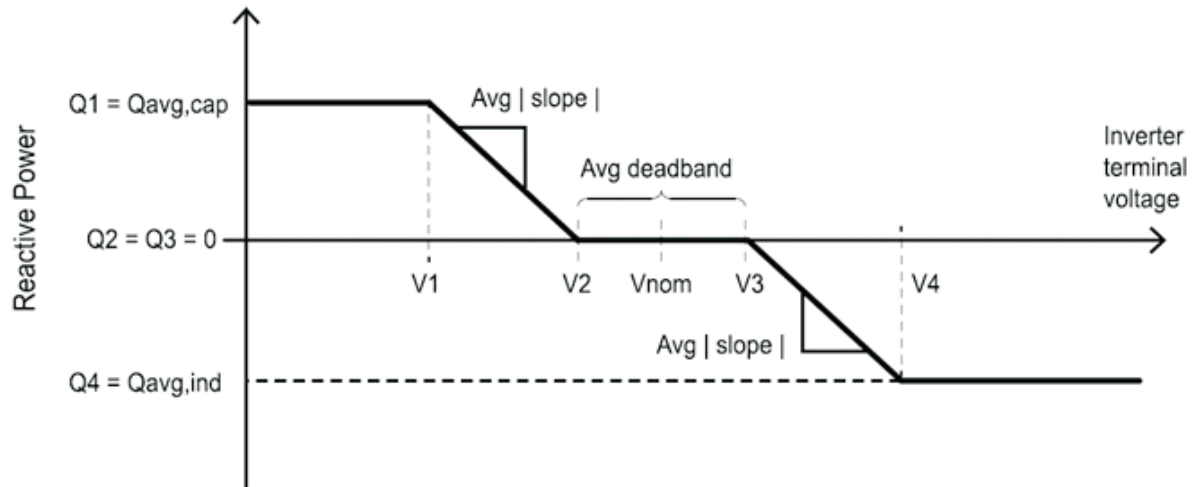 Reactive Power
Q1 = Qavg,cap
Avg | slope |
Avg deadband
Inverter
terminal
voltage
Q2 = Q3 = 0
V1
V2
Vnom
V3
V4
Avg | slope |
Q4 = Qavg,ind